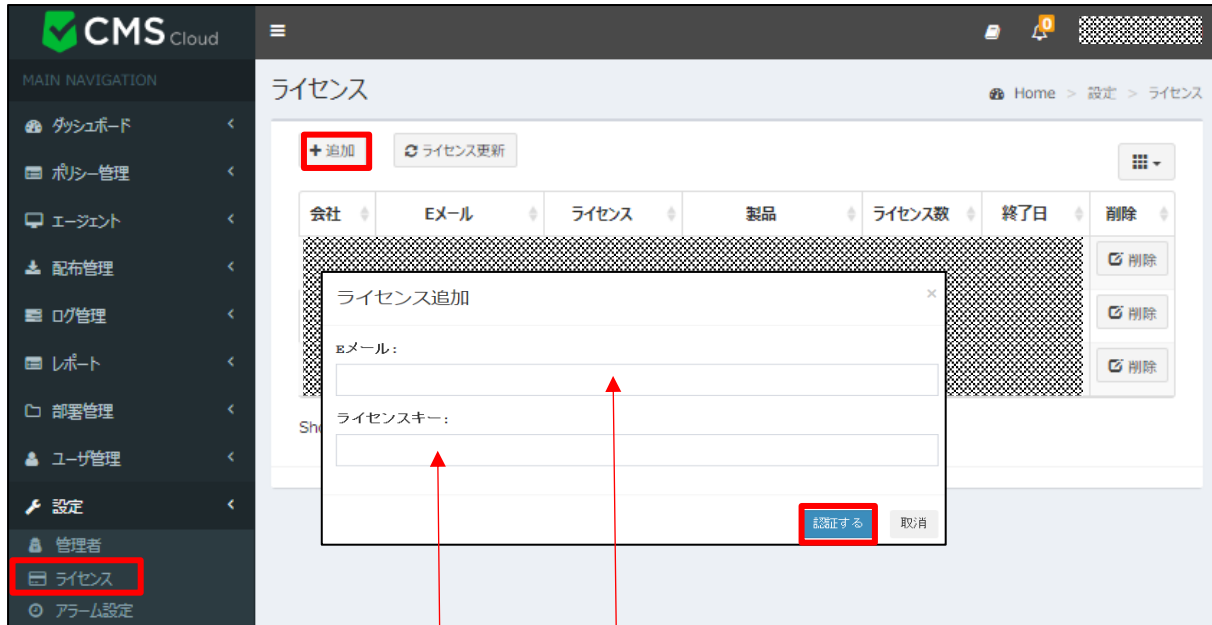 CMS Cloud
0
MAIN NAVIGATION
ライセンス
Home > 設定 > ライセンス
ダッシュボード
ポリシー管理
エージェント
配布管理
ログ管理
レポート
部署管理
ユーザ管理
設定
管理者
ライセンス
アラーム設定
追加 ライセンス更新
会社 Eメール ライセンス 製品 ライセンス数 終了日 削除
削除
削除
削除
Sho
ライセンス追加 ×
Eメール:
ライセンスキー:
認証する 取消